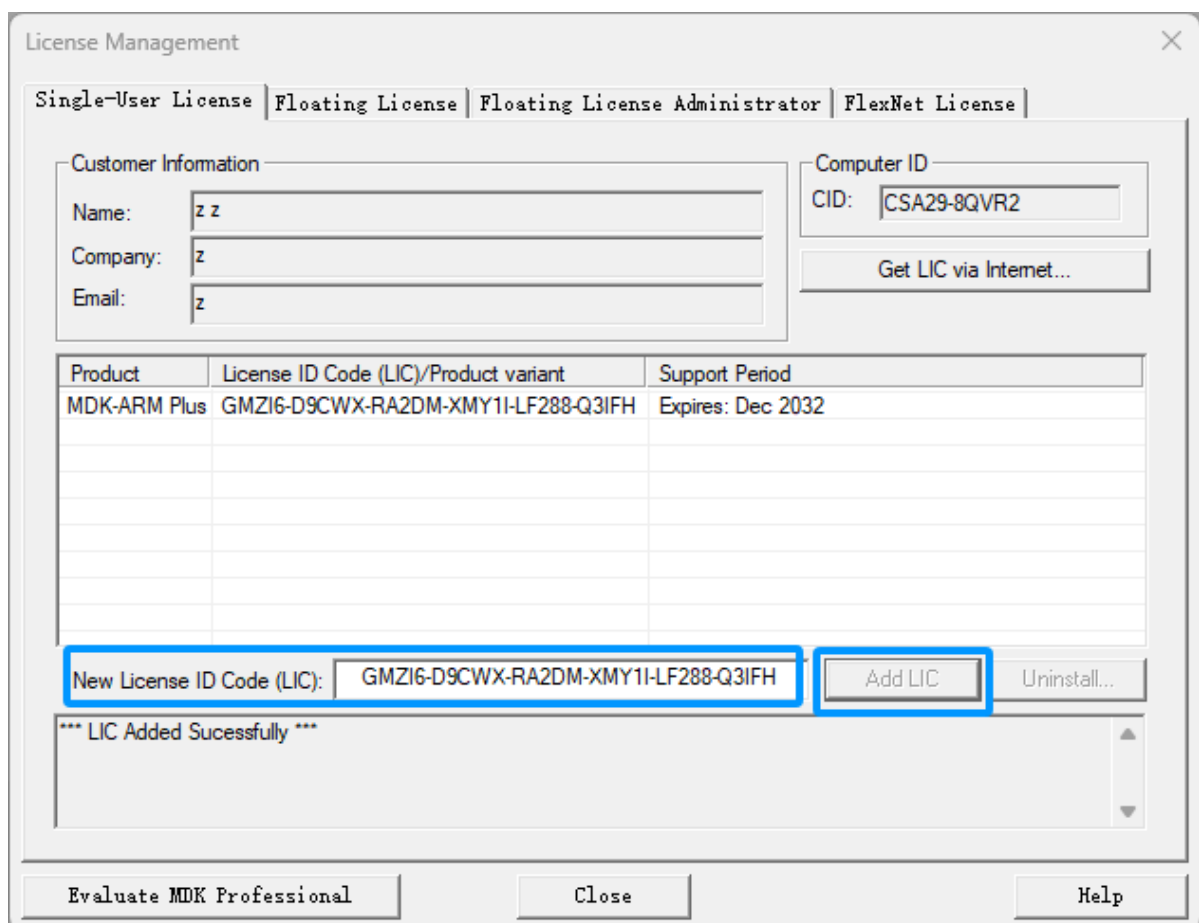 License Management
Single-User License Floating License Floating License Administrator FlexNet License
Customer Information
Name: z z
Company: z
Email: z
Computer ID
CID: CSA29-8QVR2
Get LIC via Internet...
Product License ID Code (LIC)/Product variant Support Period
MDK-ARM Plus GMZI6-D9CWX-RA2DM-XMY1I-LF288-Q3IFH Expires: Dec 2032
New License ID Code (LIC): GMZI6-D9CWX-RA2DM-XMY1I-LF288-Q3IFH Add LIC Uninstall...
*** LIC Added Sucessfully ***
Evaluate MDK Professional Close Help